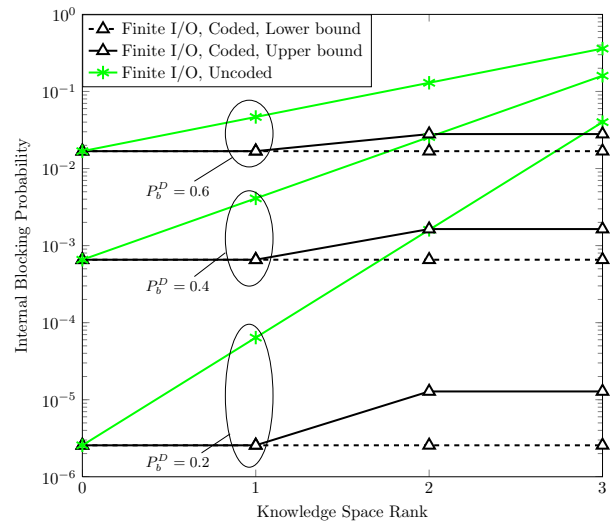 Finite I/O, Coded, Lower bound
Finite I/O, Coded, Upper bound
Finite I/O, Uncoded
10^0
10^{-1}
10^{-2}
10^{-3}
10^{-4}
10^{-5}
10^{-6}
Internal Blocking Probability
P_b^D = 0.6
P_b^D = 0.4
P_b^D = 0.2
0 1 2 3
Knowledge Space Rank